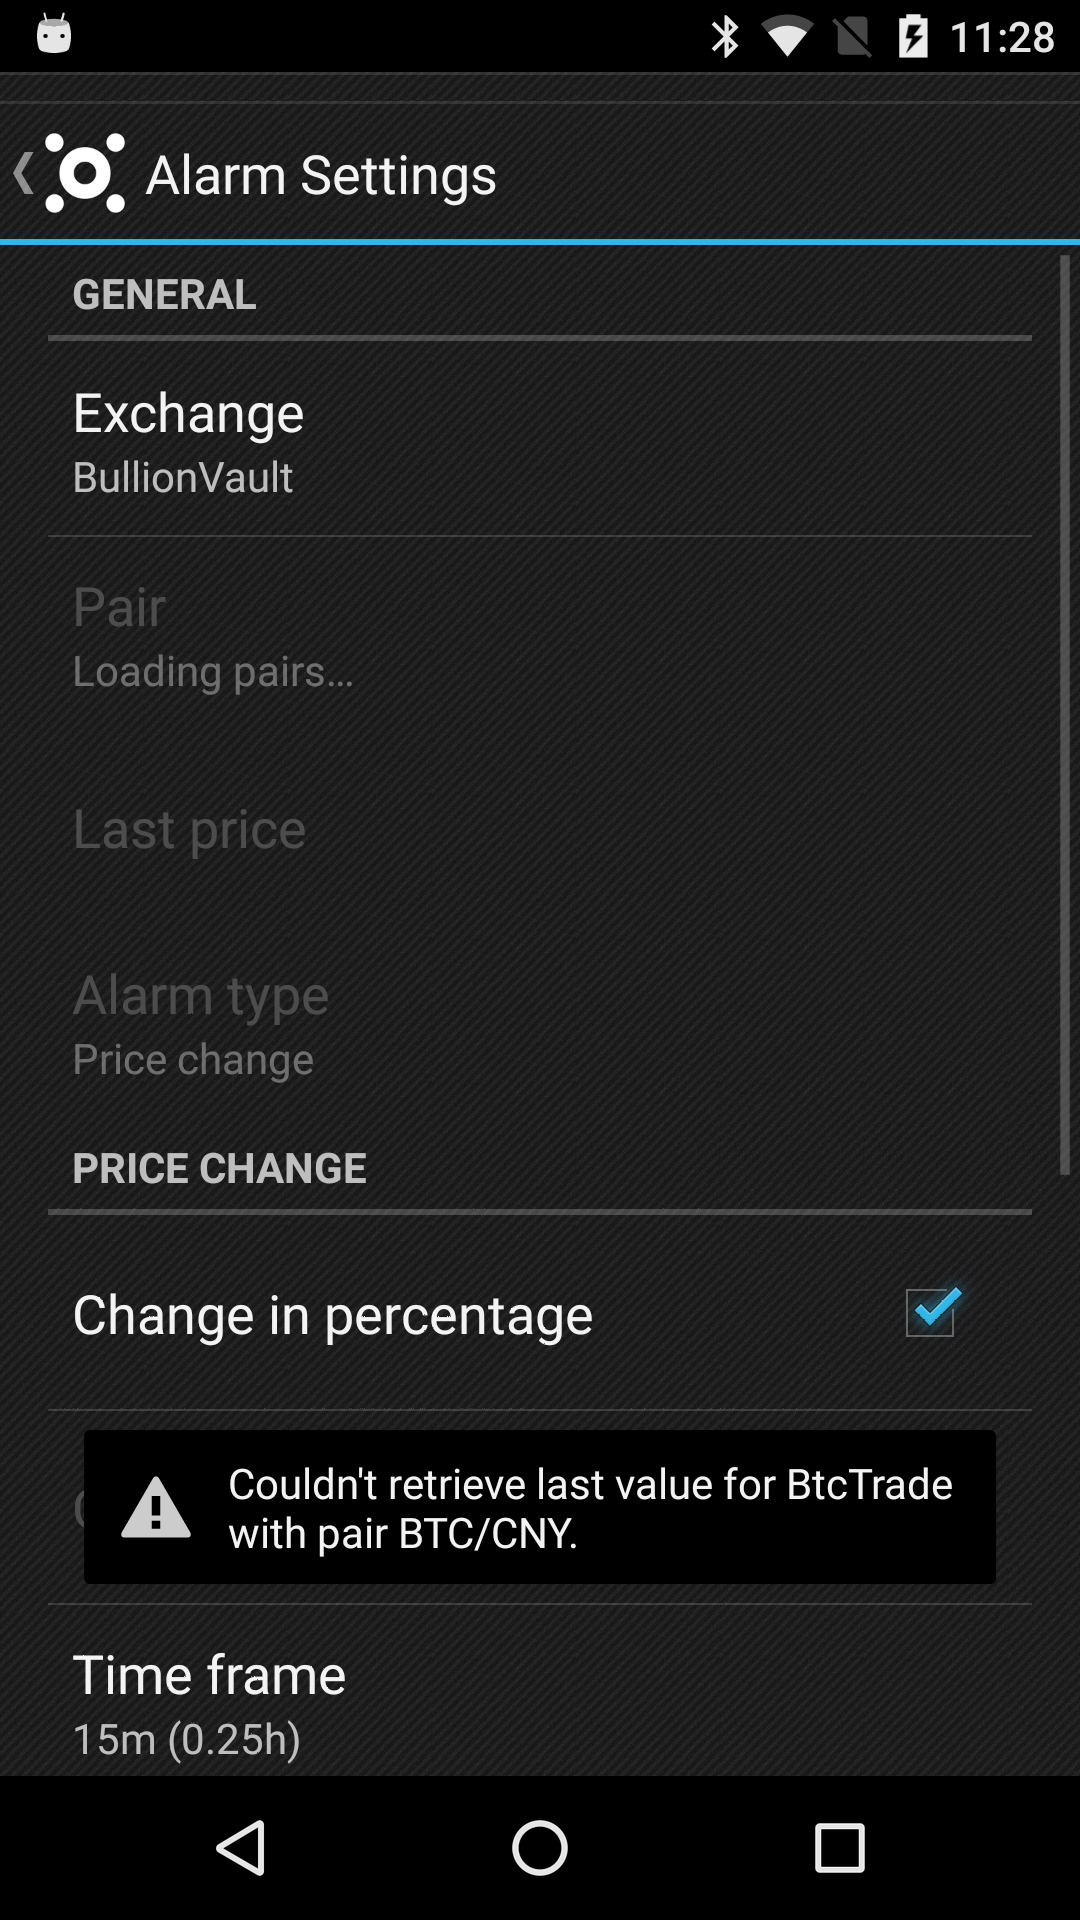 11:28
Alarm Settings
GENERAL
Exchange
BullionVault
Pair
Loading pairs...
Last price
Alarm type
Price change
PRICE CHANGE
Change in percentage
Couldn't retrieve last value for BtcTrade
with pair BTC/CNY.
Time frame
15m (0.25h)